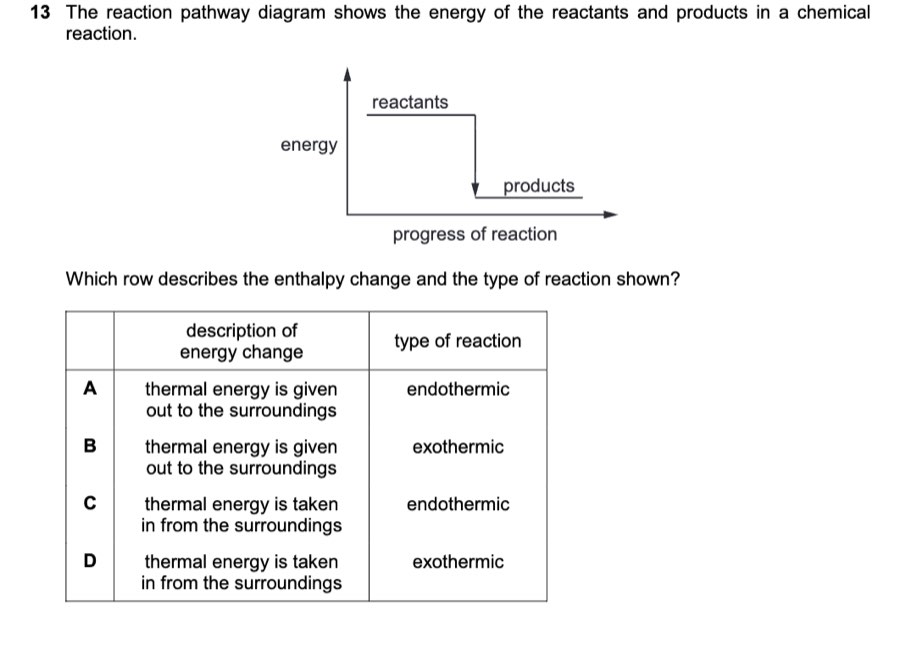 13 The reaction pathway diagram shows the energy of the reactants and products in a chemical
reaction.
reactants
energy
products
progress of reaction
Which row describes the enthalpy change and the type of reaction shown?
description of
energy change
type of reaction
A
thermal energy is given
out to the surroundings
endothermic
B
thermal energy is given
out to the surroundings
exothermic
C
thermal energy is taken
in from the surroundings
endothermic
D
thermal energy is taken
in from the surroundings
exothermic